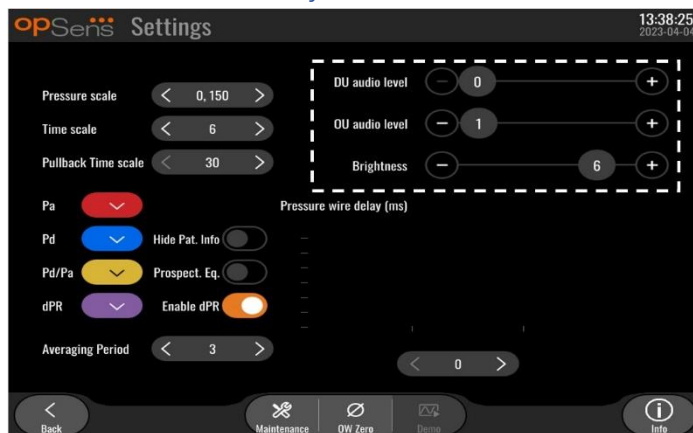 opSens Settings
13:38:25
2023-04-04
Pressure scale < 0, 150 >
Time scale < 6 >
Pullback Time scale < 30 >
DU audio level − 0 +
OU audio level − 1 +
Brightness − 6 +
Pa
Pd
Pd/Pa
dPR
Hide Pat. Info
Prospect. Eq.
Enable dPR
Averaging Period < 3 >
Pressure wire delay (ms)
< 0 >
Back
Maintenance
OW Zero
Demo
Info